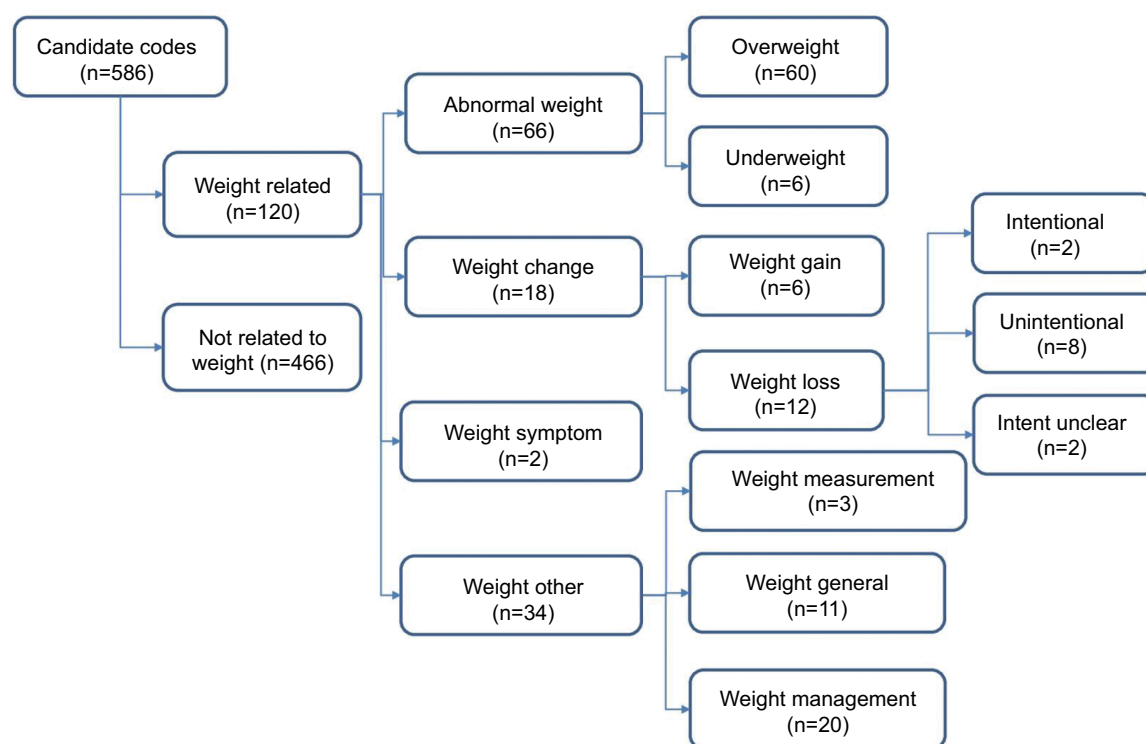 Candidate codes
(n=586)
Weight related
(n=120)
Not related to
weight (n=466)
Abnormal weight
(n=66)
Overweight
(n=60)
Underweight
(n=6)
Weight change
(n=18)
Weight gain
(n=6)
Weight loss
(n=12)
Intentional
(n=2)
Unintentional
(n=8)
Intent unclear
(n=2)
Weight symptom
(n=2)
Weight other
(n=34)
Weight measurement
(n=3)
Weight general
(n=11)
Weight management
(n=20)